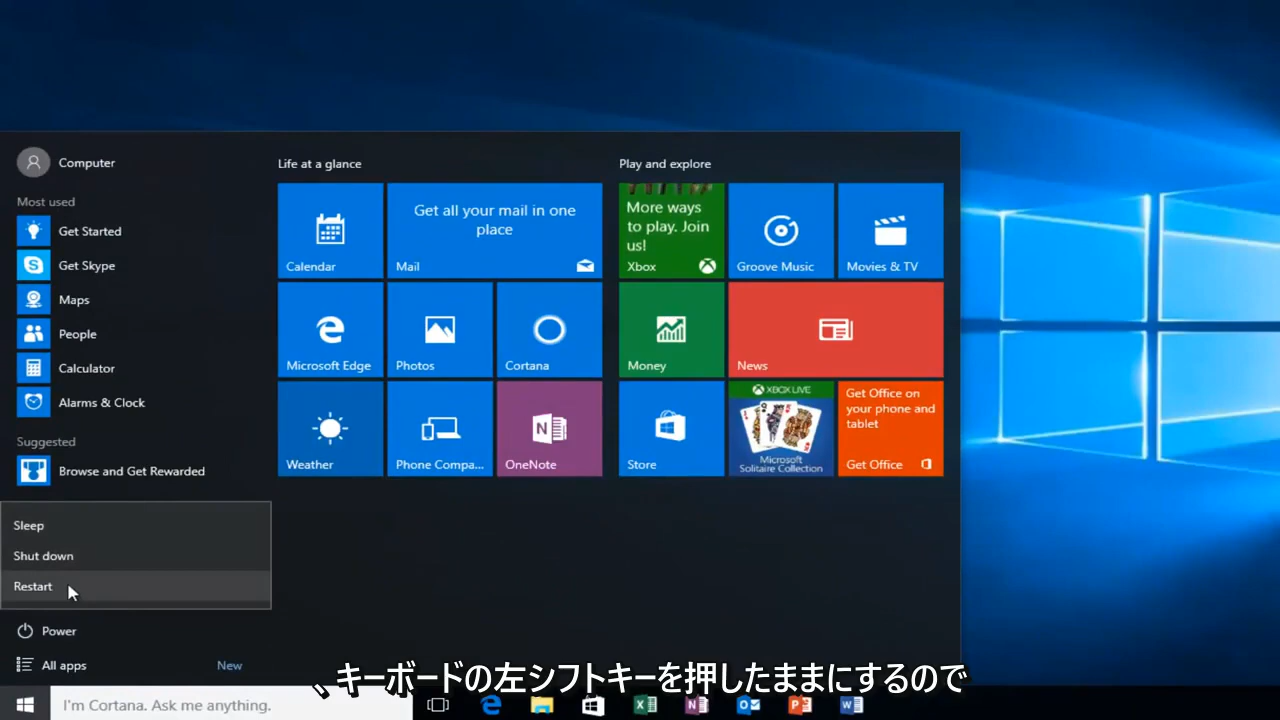 Computer
Most used
Get Started
Get Skype
Maps
People
Calculator
Alarms & Clock
Suggested
Browse and Get Rewarded
Sleep
Shut down
Restart
Power
All apps
New
Life at a glance
Calendar
Get all your mail in one
place
Mail
Microsoft Edge
Photos
Cortana
Weather
Phone Compa...
OneNote
Play and explore
More ways
to play. Join
us!
Xbox
Groove Music
Movies & TV
Money
News
Store
XBOX LIVE
Microsoft
Solitaire Collection
Get Office on
your phone and
tablet
Get Office
、キーボードの左シフトキーを押したままにするので
I'm Cortana. Ask me anything.